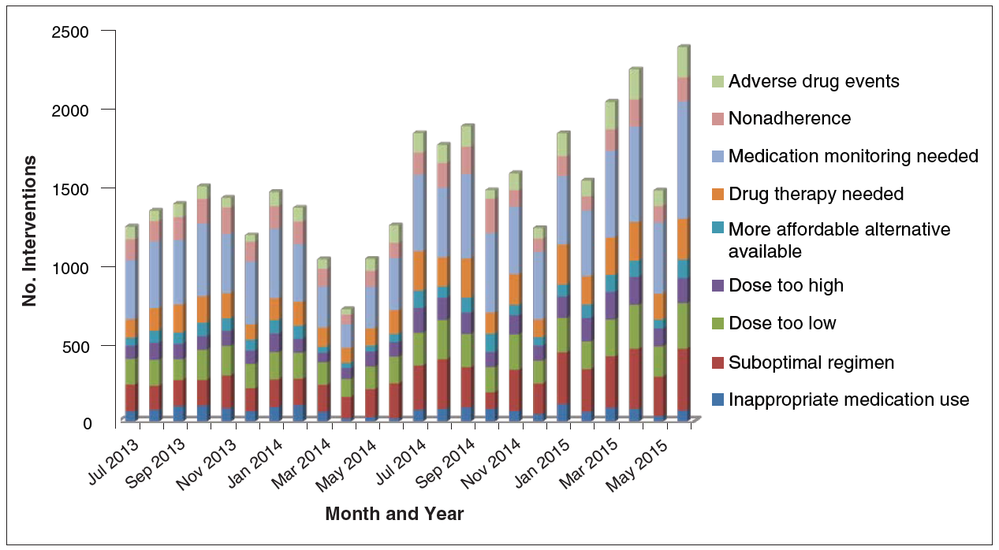 2500
2000
1500
1000
500
0
No. Interventions
Jul 2013
Sep 2013
Nov 2013
Jan 2014
Mar 2014
May 2014
Jul 2014
Sep 2014
Nov 2014
Jan 2015
Mar 2015
May 2015
Month and Year
Adverse drug events
Nonadherence
Medication monitoring needed
Drug therapy needed
More affordable alternative
available
Dose too high
Dose too low
Suboptimal regimen
Inappropriate medication use